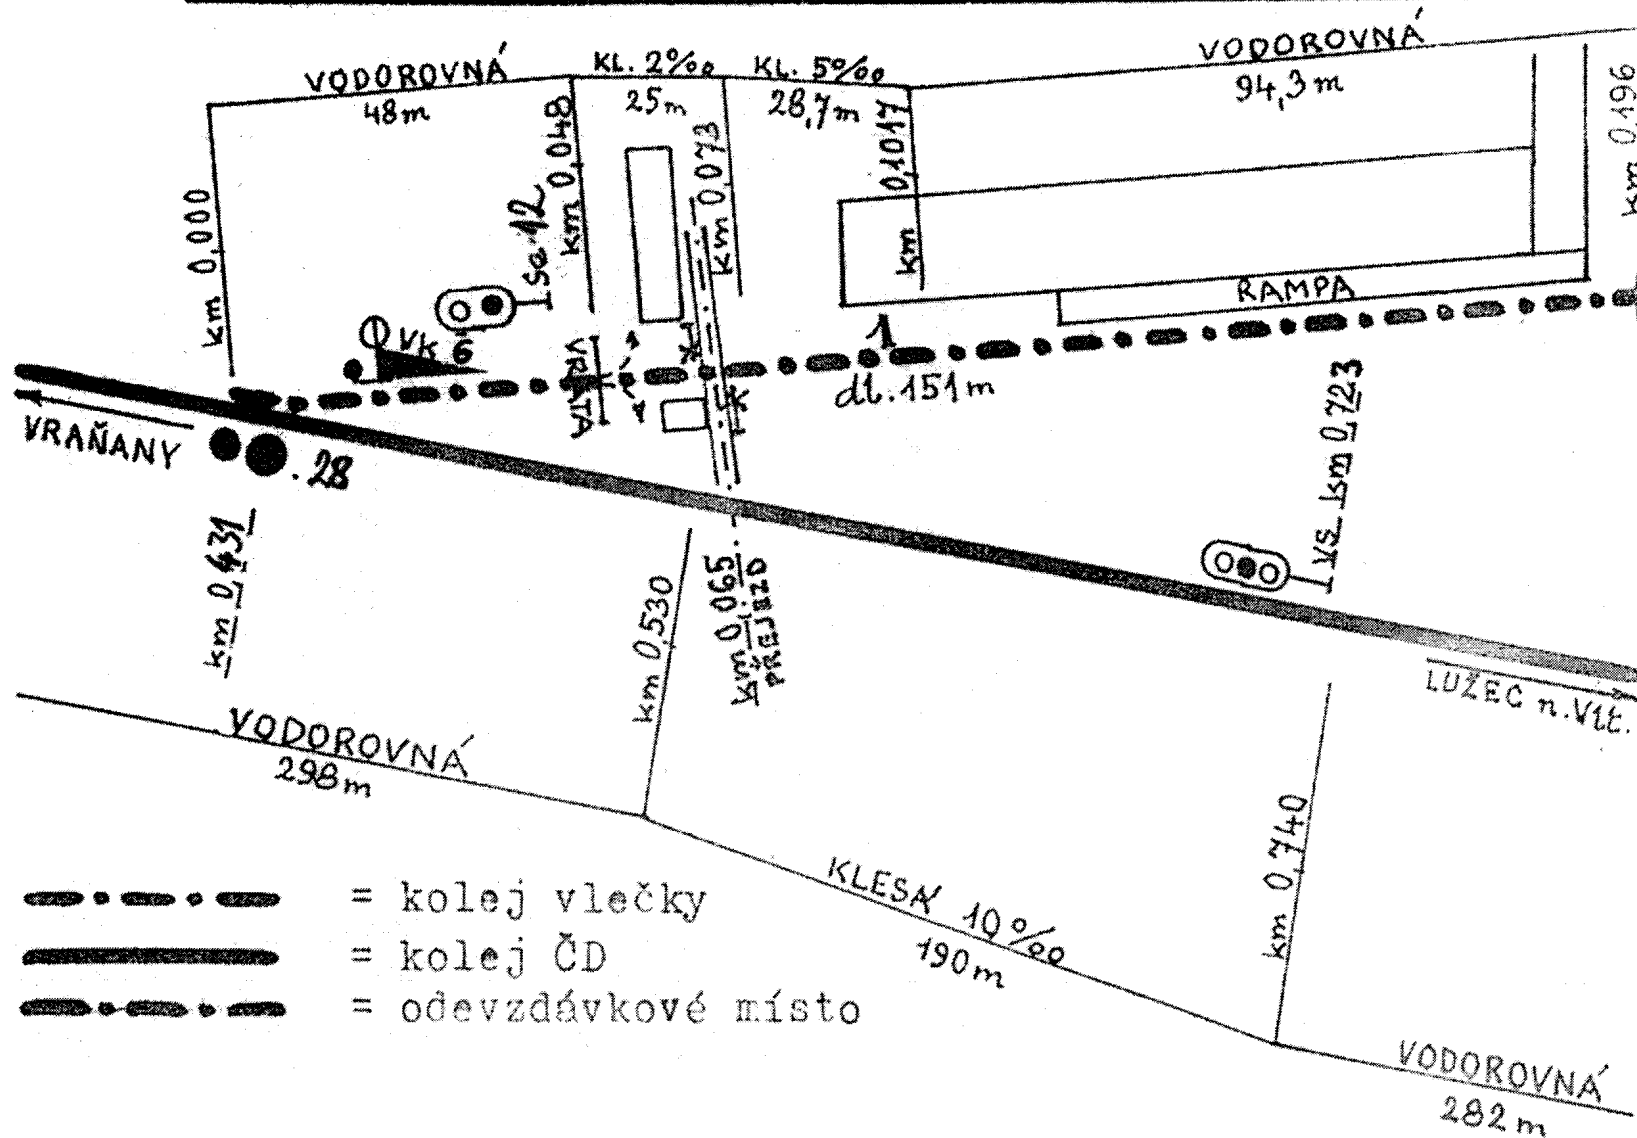 VODOROVNÁ
48m
KL. 2‰
25m
KL. 5‰
28,7m
VODOROVNÁ
94,3m
km 0,000
km 0,048
km 0,073
km 0,1017
km 0,196
Se 12
VK 6
VRATA
RAMPA
1
dl. 151m
VRAŇANY
. 28
km 0,431
km 0,530
km 0,065
PŘEJEZD
VS km 0,723
LUŽEC n.Vlt.
VODOROVNÁ
298m
KLESÁ 10‰
190m
km 0,740
VODOROVNÁ
282m
= kolej vlečky
= kolej ČD
= odevzdávkové místo